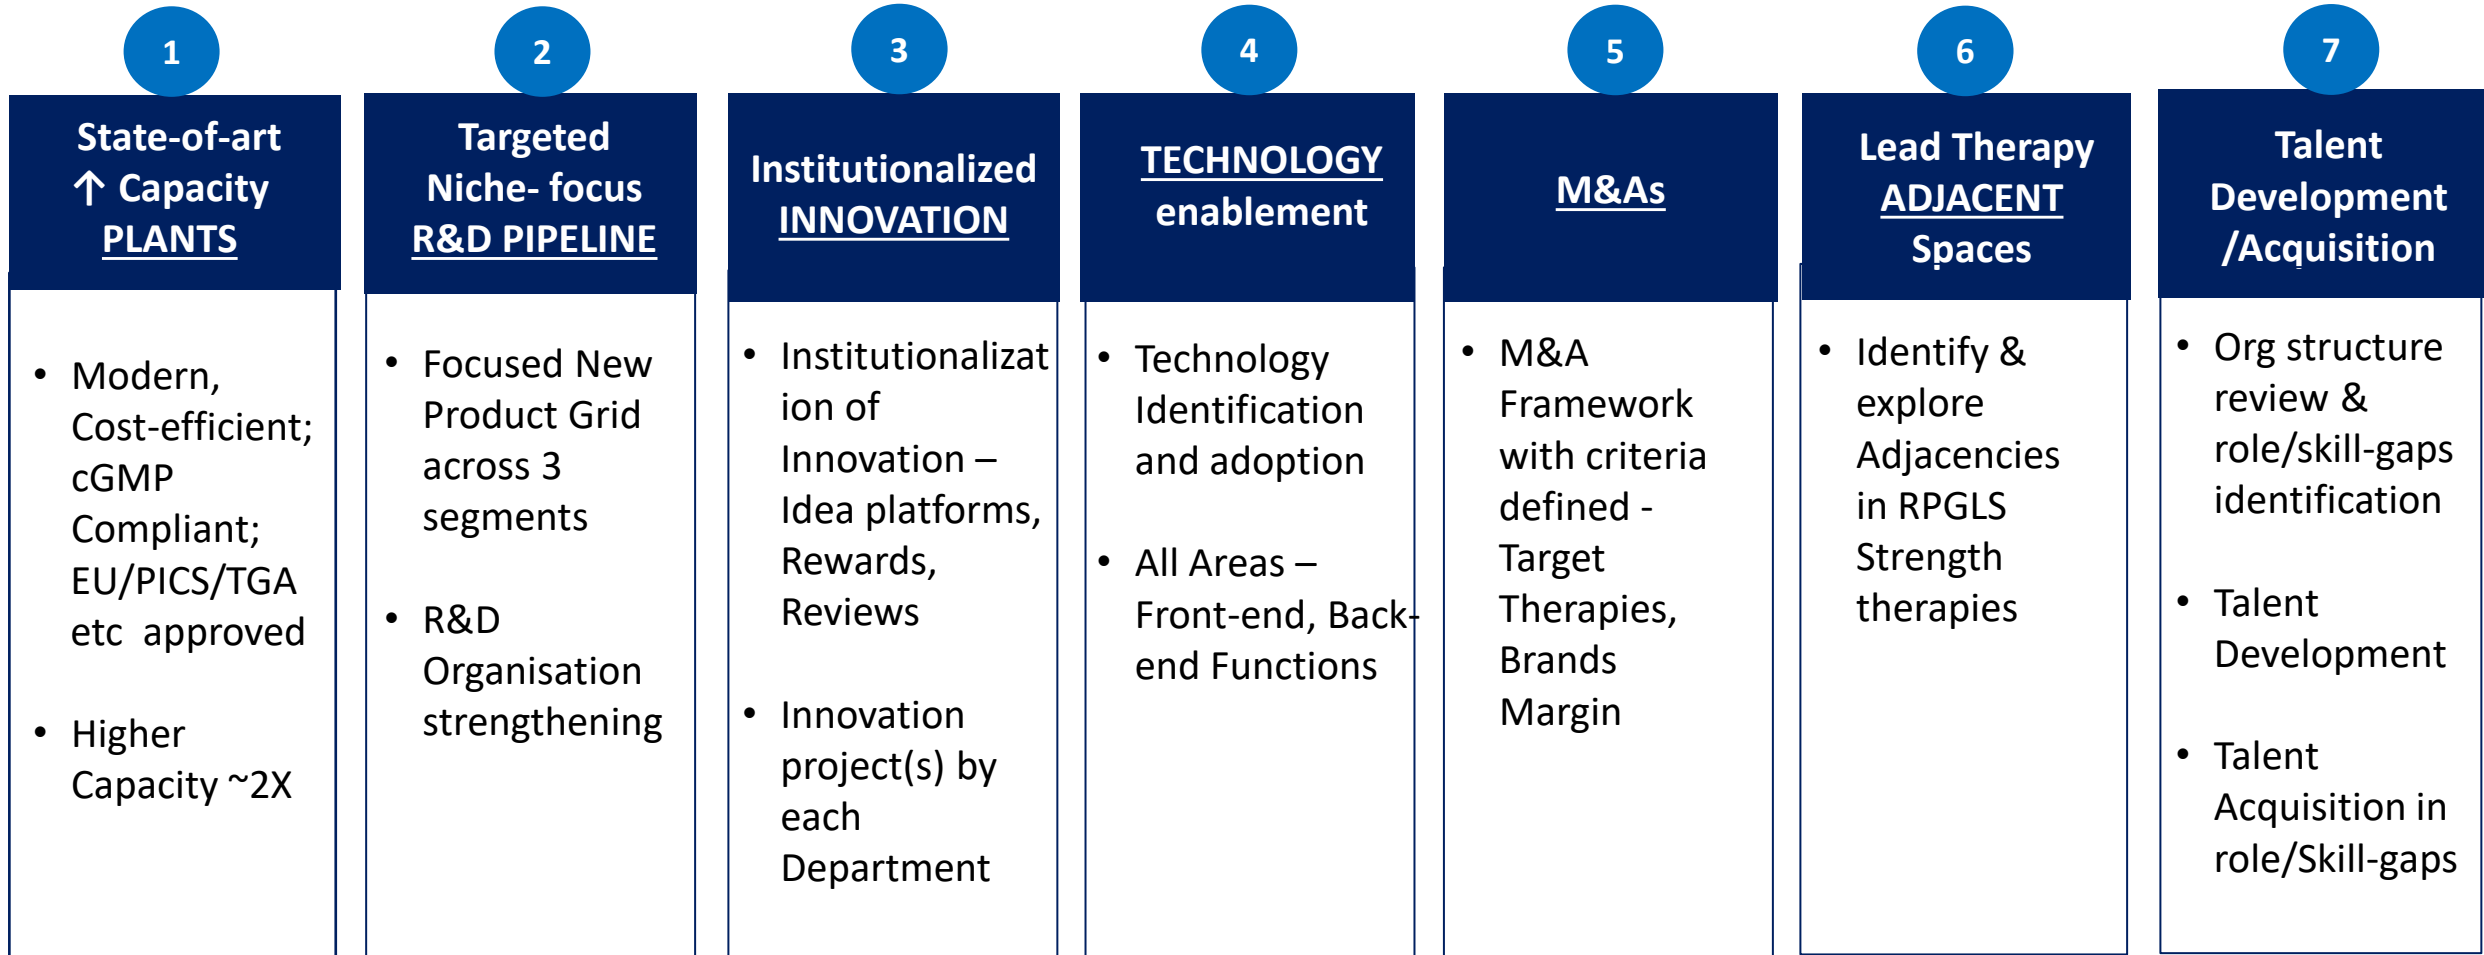 1
State-of-art
↑ Capacity
PLANTS
• Modern,
Cost-efficient;
cGMP
Compliant;
EU/PICS/TGA
etc approved
• Higher
Capacity ~2X
2
Targeted
Niche- focus
R&D PIPELINE
• Focused New
Product Grid
across 3
segments
• R&D
Organisation
strengthening
3
Institutionalized
INNOVATION
• Institutionalizat
ion of
Innovation –
Idea platforms,
Rewards,
Reviews
• Innovation
project(s) by
each
Department
4
TECHNOLOGY
enablement
• Technology
Identification
and adoption
• All Areas –
Front-end, Back-
end Functions
5
M&As
• M&A
Framework
with criteria
defined -
Target
Therapies,
Brands
Margin
6
Lead Therapy
ADJACENT
Spaces
• Identify &
explore
Adjacencies
in RPGLS
Strength
therapies
7
Talent
Development
/Acquisition
• Org structure
review &
role/skill-gaps
identification
• Talent
Development
• Talent
Acquisition in
role/Skill-gaps